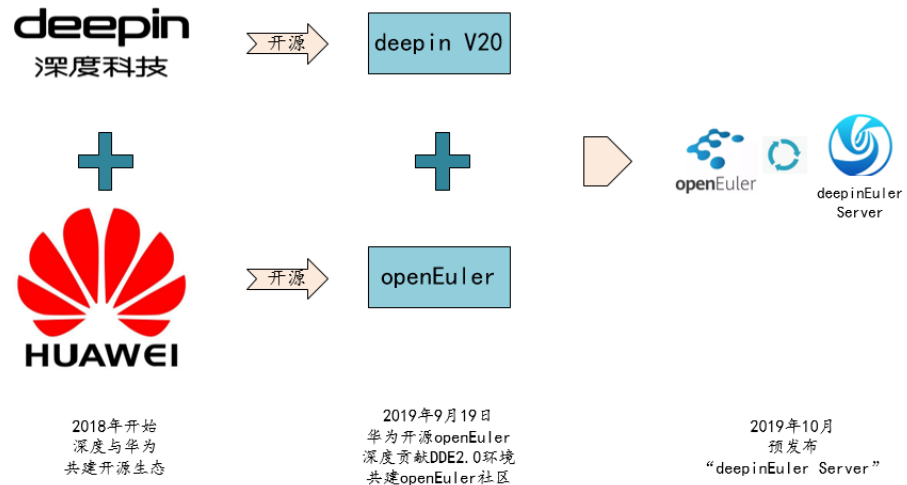 deepin
深度科技
开源
deepin V20
openEuler
deepinEuler
Server
HUAWEI
开源
openEuler
2018年开始
深度与华为
共建开源生态
2019年9月19日
华为开源openEuler
深度贡献DDE2.0环境
共建openEuler社区
2019年10月
预发布
“deepinEuler Server”